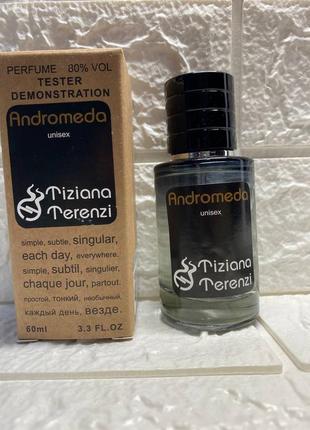 PERFUME 80% VOL
TESTER
DEMONSTRATION
Andromeda
unisex
Tiziana
Terenzi
simple, subtle, singular,
each day, everywhere.
simple, subtil, singulier,
chaque jour, partout.
простой, тонкий, необычный,
каждый день, везде.
60ml 3.3 FL.OZ
Andromeda
unisex
Tiziana
Terenzi